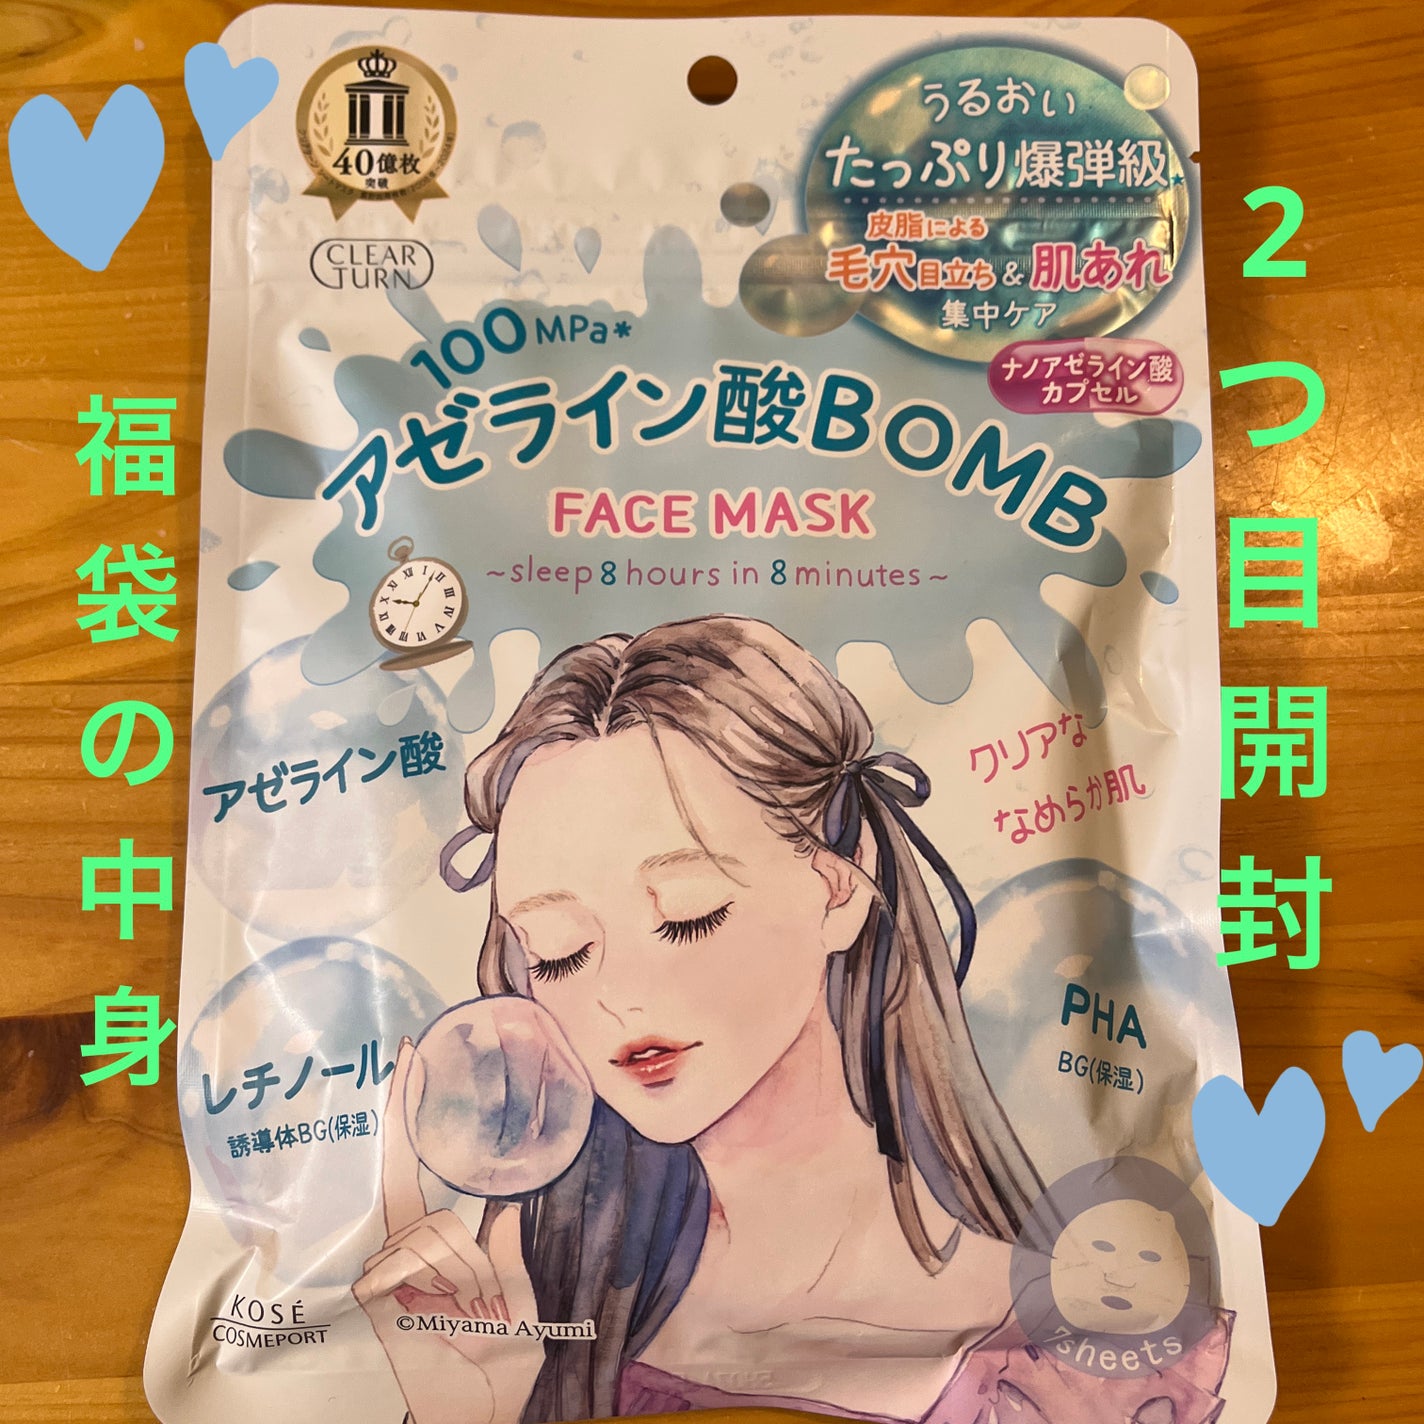 福袋の中身
2つ目開封
40億枚
突破
CLEAR
TURN
うるおい
たっぷり爆弾級
皮脂による
毛穴目立ち&肌あれ
集中ケア
ナノアゼライン酸
カプセル
100MPa*
アゼライン酸BOMB
FACE MASK
~sleep 8 hours in 8 minutes~
アゼライン酸
クリアな
なめらか肌
レチノール
誘導体BG(保湿)
PHA
BG(保湿)
KOSÉ
COSMEPORT
©Miyama Ayumi
7sheets